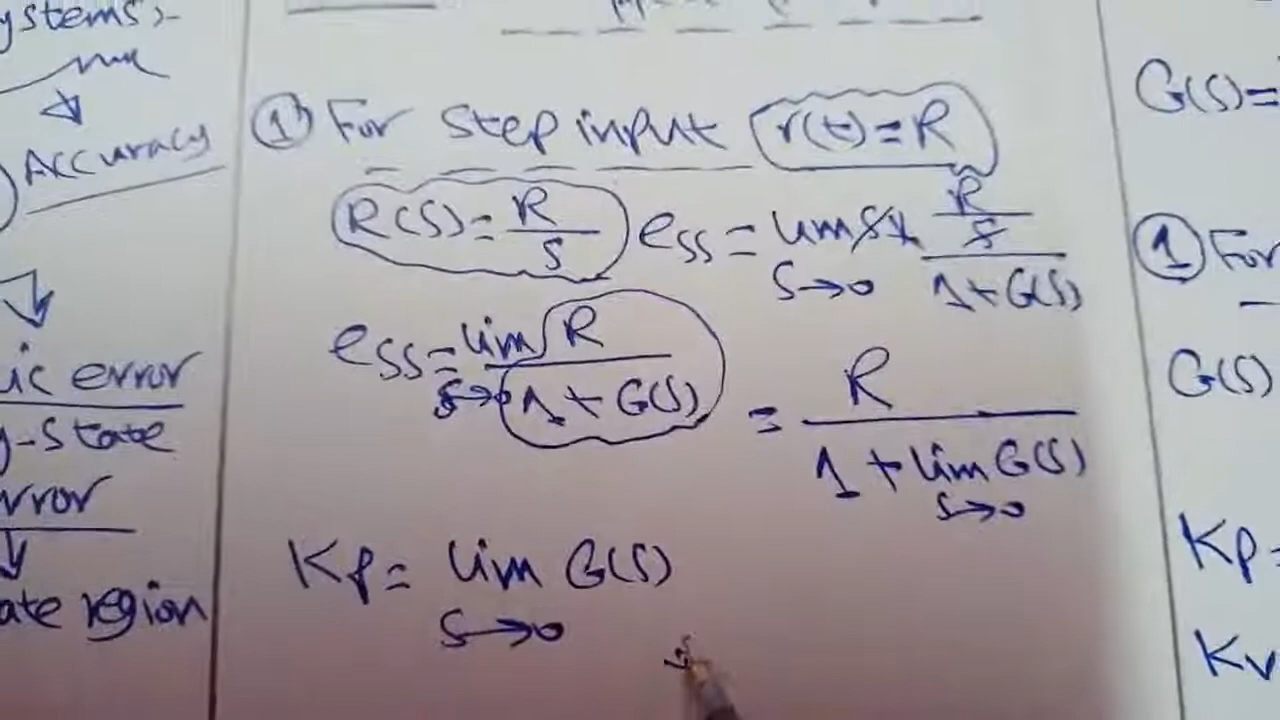 ystems:-
Accuracy
ic error
y-state
rror
ate region
① For step input r(t)=R
R(S)= R/S ess = lim S x (R/S)/(1+G(S))
S→0
ess = lim R/(1+G(S))
S→0
= R/(1+lim G(S))
S→0
Kp= lim G(S)
S→0
G(S)=
① For
G(S)
Kp=
Kv